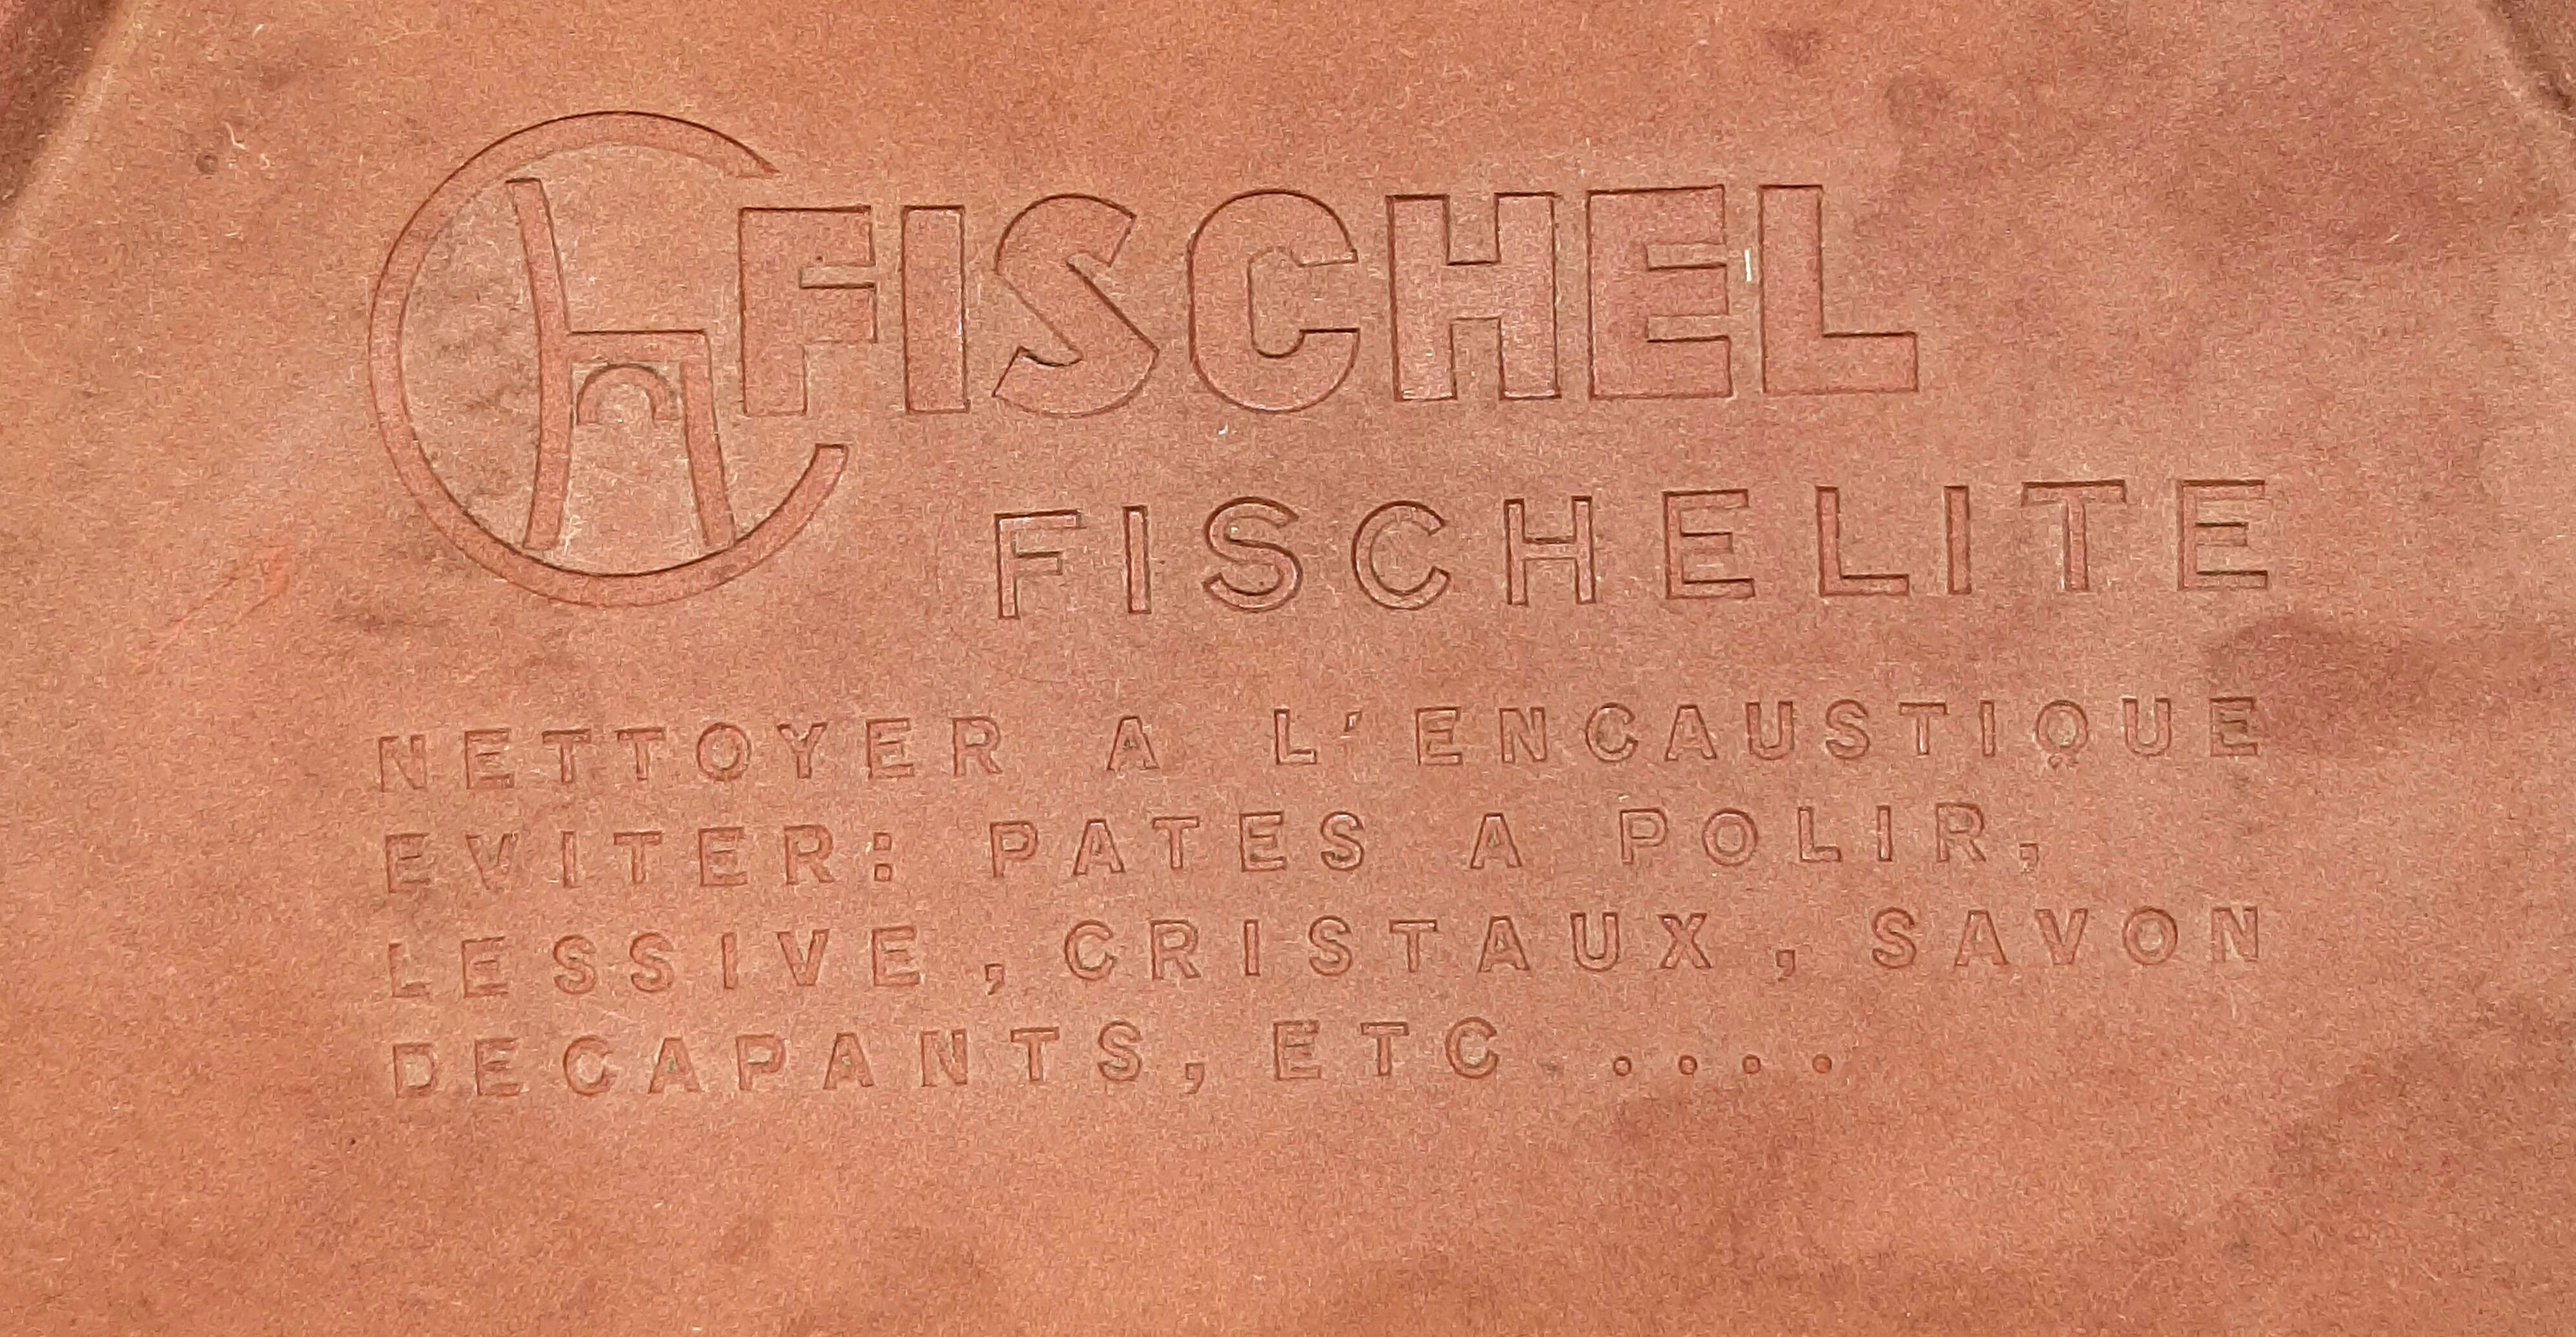 FISCHEL
FISCHELITE
NETTOYER A L'ENCAUSTIQUE
EVITER: PATES A POLIR,
LESSIVE, CRISTAUX, SAVON
DECAPANTS, ETC ....